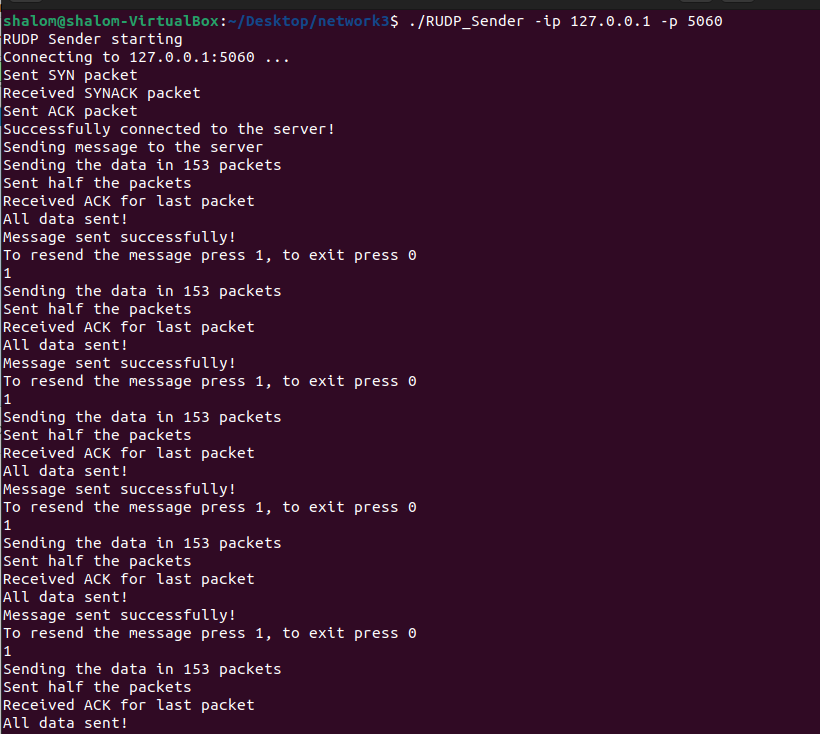 shalom@shalom-VirtualBox:~/Desktop/network3$ ./RUDP_Sender -ip 127.0.0.1 -p 5060
RUDP Sender starting
Connecting to 127.0.0.1:5060 ...
Sent SYN packet
Received SYNACK packet
Sent ACK packet
Successfully connected to the server!
Sending message to the server
Sending the data in 153 packets
Sent half the packets
Received ACK for last packet
All data sent!
Message sent successfully!
To resend the message press 1, to exit press 0
1
Sending the data in 153 packets
Sent half the packets
Received ACK for last packet
All data sent!
Message sent successfully!
To resend the message press 1, to exit press 0
1
Sending the data in 153 packets
Sent half the packets
Received ACK for last packet
All data sent!
Message sent successfully!
To resend the message press 1, to exit press 0
1
Sending the data in 153 packets
Sent half the packets
Received ACK for last packet
All data sent!
Message sent successfully!
To resend the message press 1, to exit press 0
1
Sending the data in 153 packets
Sent half the packets
Received ACK for last packet
All data sent!